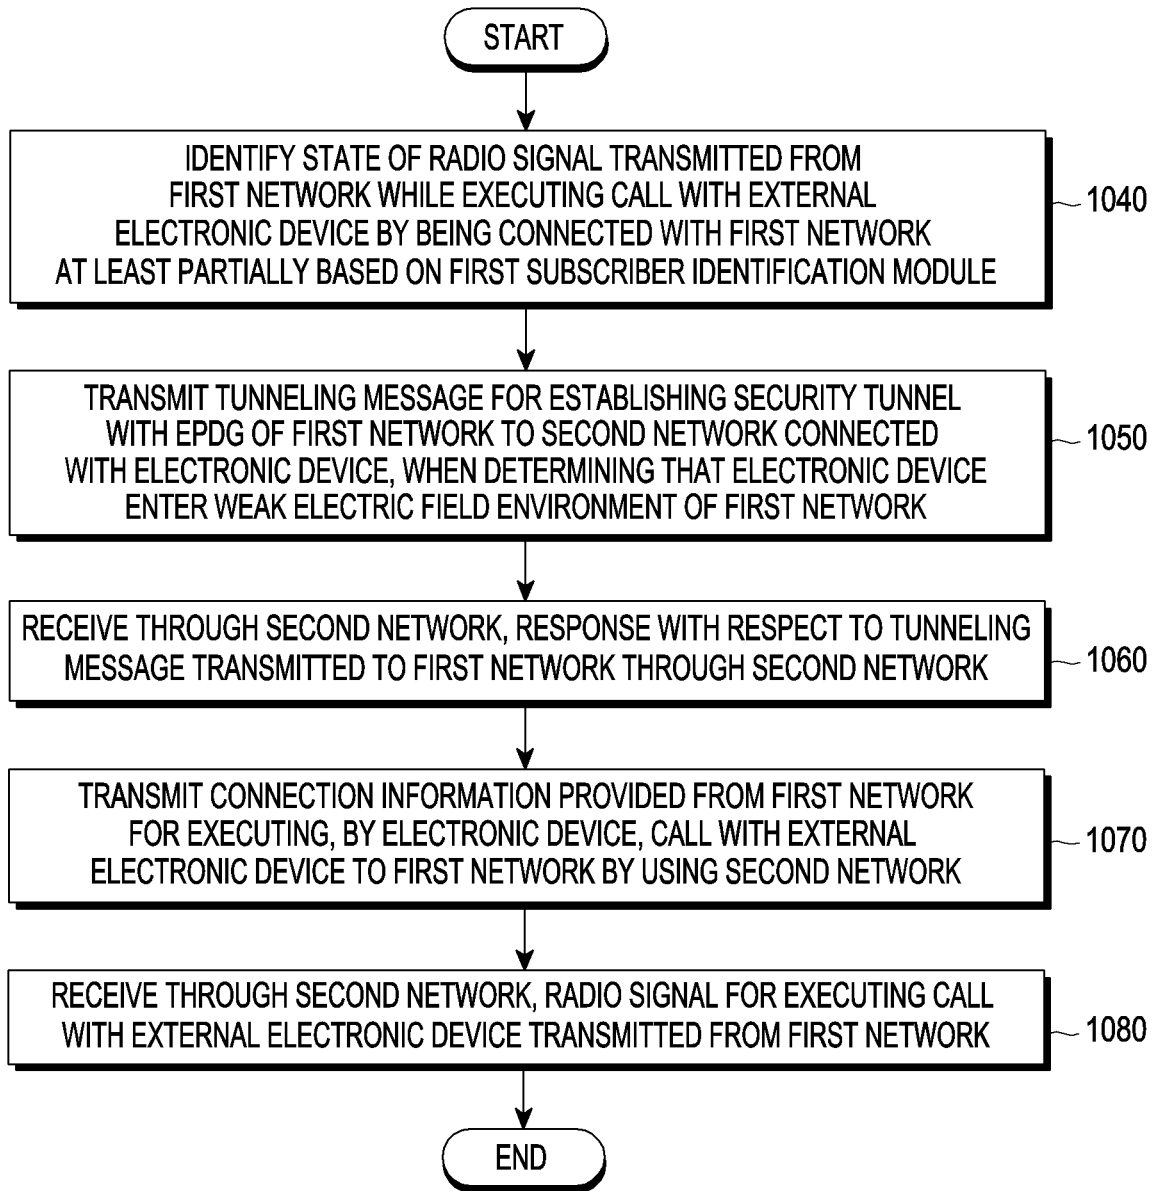 START
IDENTIFY STATE OF RADIO SIGNAL TRANSMITTED FROM
FIRST NETWORK WHILE EXECUTING CALL WITH EXTERNAL
ELECTRONIC DEVICE BY BEING CONNECTED WITH FIRST NETWORK
AT LEAST PARTIALLY BASED ON FIRST SUBSCRIBER IDENTIFICATION MODULE
1040
TRANSMIT TUNNELING MESSAGE FOR ESTABLISHING SECURITY TUNNEL
WITH EPDG OF FIRST NETWORK TO SECOND NETWORK CONNECTED
WITH ELECTRONIC DEVICE, WHEN DETERMINING THAT ELECTRONIC DEVICE
ENTER WEAK ELECTRIC FIELD ENVIRONMENT OF FIRST NETWORK
1050
RECEIVE THROUGH SECOND NETWORK, RESPONSE WITH RESPECT TO TUNNELING
MESSAGE TRANSMITTED TO FIRST NETWORK THROUGH SECOND NETWORK
1060
TRANSMIT CONNECTION INFORMATION PROVIDED FROM FIRST NETWORK
FOR EXECUTING, BY ELECTRONIC DEVICE, CALL WITH EXTERNAL
ELECTRONIC DEVICE TO FIRST NETWORK BY USING SECOND NETWORK
1070
RECEIVE THROUGH SECOND NETWORK, RADIO SIGNAL FOR EXECUTING CALL
WITH EXTERNAL ELECTRONIC DEVICE TRANSMITTED FROM FIRST NETWORK
1080
END